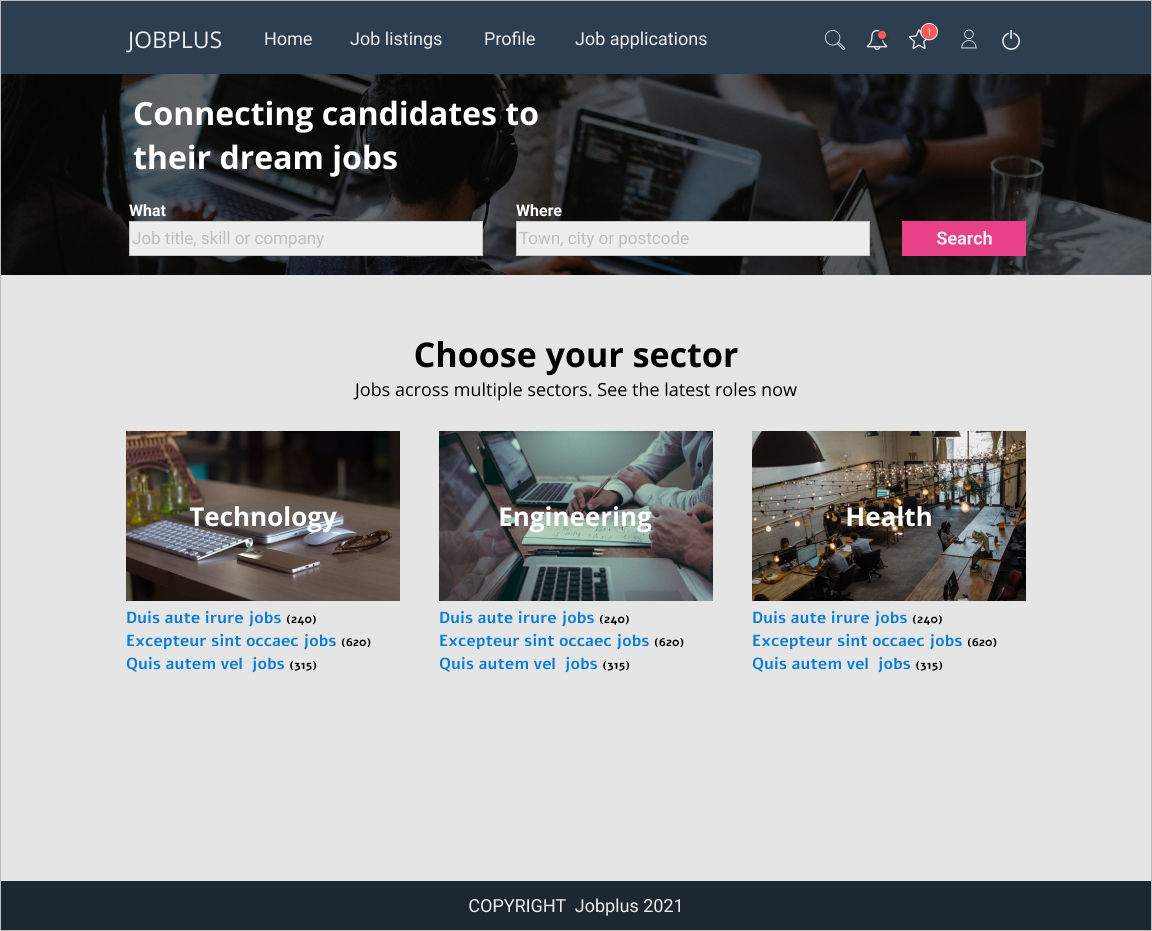 JOBPLUS Home Job listings Profile Job applications 1
Connecting candidates to
their dream jobs
What Where
Job title, skill or company Town, city or postcode Search
Choose your sector
Jobs across multiple sectors. See the latest roles now
Technology Engineering Health
Duis aute irure jobs (240) Duis aute irure jobs (240) Duis aute irure jobs (240)
Excepteur sint occaec jobs (620) Excepteur sint occaec jobs (620) Excepteur sint occaec jobs (620)
Quis autem vel  jobs (315) Quis autem vel  jobs (315) Quis autem vel  jobs (315)
COPYRIGHT  Jobplus 2021